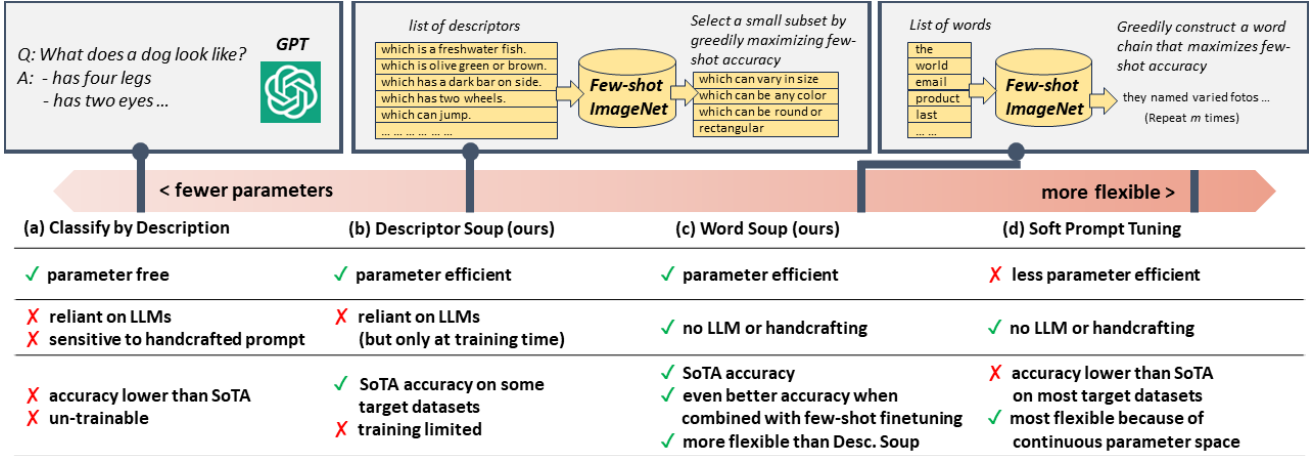 Q: What does a dog look like?
A: - has four legs
- has two eyes ...
GPT
list of descriptors
which is a freshwater fish.
which is olive green or brown.
which has a dark bar on side.
which has two wheels.
which can jump.
... ... ... ... ... ...
Few-shot
ImageNet
Select a small subset by
greedily maximizing few-
shot accuracy
which can vary in size
which can be any color
which can be round or
rectangular
List of words
the
world
email
product
last
... ...
Few-shot
ImageNet
Greedily construct a word
chain that maximizes few-
shot accuracy
they named varied fotos ...
(Repeat m times)
< fewer parameters
more flexible >
(a) Classify by Description
(b) Descriptor Soup (ours)
(c) Word Soup (ours)
(d) Soft Prompt Tuning
✓ parameter free
✓ parameter efficient
✓ parameter efficient
✗ less parameter efficient
✗ reliant on LLMs
✗ sensitive to handcrafted prompt
✗ reliant on LLMs
(but only at training time)
✓ no LLM or handcrafting
✓ no LLM or handcrafting
✗ accuracy lower than SoTA
✗ un-trainable
✓ SoTA accuracy on some
target datasets
✗ training limited
✓ SoTA accuracy
✓ even better accuracy when
combined with few-shot finetuning
✓ more flexible than Desc. Soup
✗ accuracy lower than SoTA
on most target datasets
✓ most flexible because of
continuous parameter space